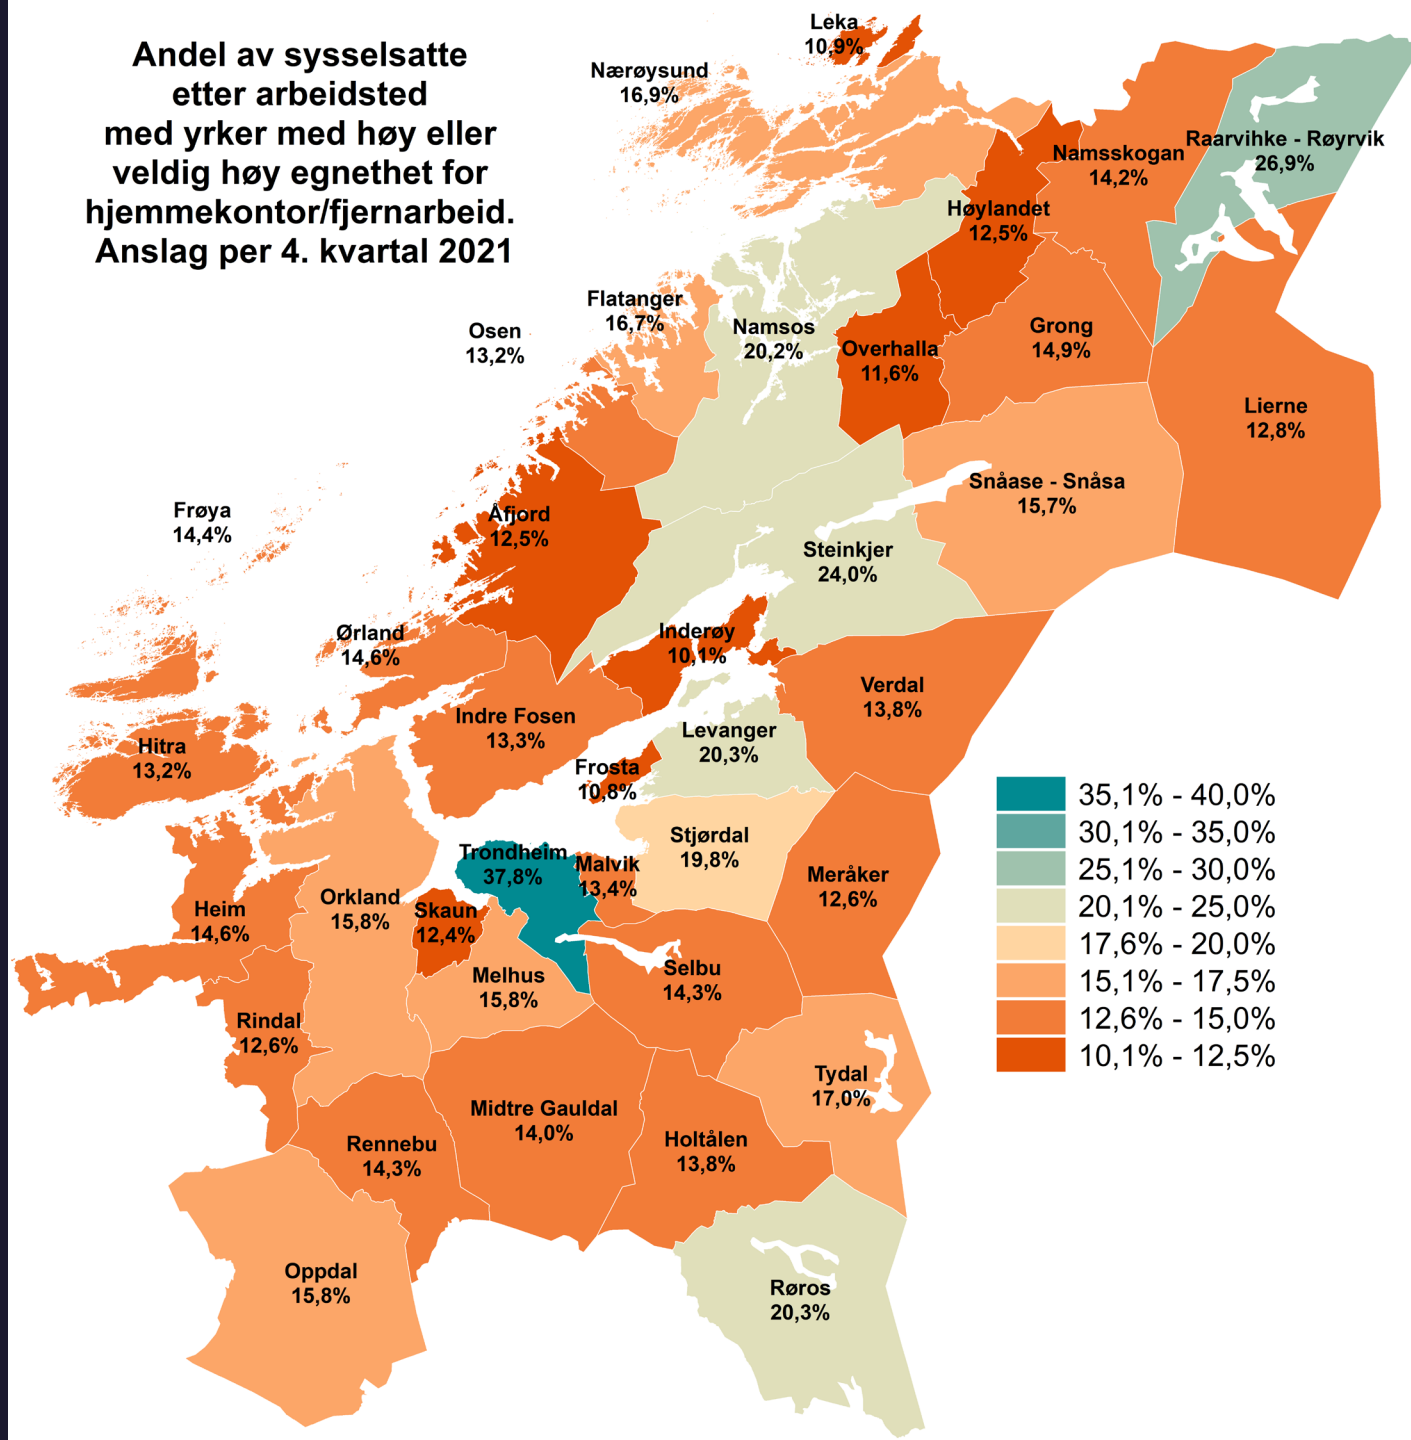 Andel av sysselsatte
etter arbeidsted
med yrker med høy eller
veldig høy egnethet for
hjemmekontor/fjernarbeid.
Anslag per 4. kvartal 2021
Leka
10,9%
Nærøysund
16,9%
Raarvihke - Røyrvik
26,9%
Namsskogan
14,2%
Høylandet
12,5%
Flatanger
16,7%
Osen
13,2%
Namsos
20,2%
Overhalla
11,6%
Grong
14,9%
Lierne
12,8%
Snåase - Snåsa
15,7%
Frøya
14,4%
Åfjord
12,5%
Steinkjer
24,0%
Ørland
14,6%
Inderøy
10,1%
Verdal
13,8%
Indre Fosen
13,3%
Levanger
20,3%
Hitra
13,2%
Frosta
10,8%
Stjørdal
19,8%
Trondheim
37,8%
Malvik
13,4%
Meråker
12,6%
Orkland
15,8%
Skaun
12,4%
Heim
14,6%
Melhus
15,8%
Selbu
14,3%
Rindal
12,6%
Tydal
17,0%
Midtre Gauldal
14,0%
Rennebu
14,3%
Holtålen
13,8%
Oppdal
15,8%
Røros
20,3%
35,1% - 40,0%
30,1% - 35,0%
25,1% - 30,0%
20,1% - 25,0%
17,6% - 20,0%
15,1% - 17,5%
12,6% - 15,0%
10,1% - 12,5%